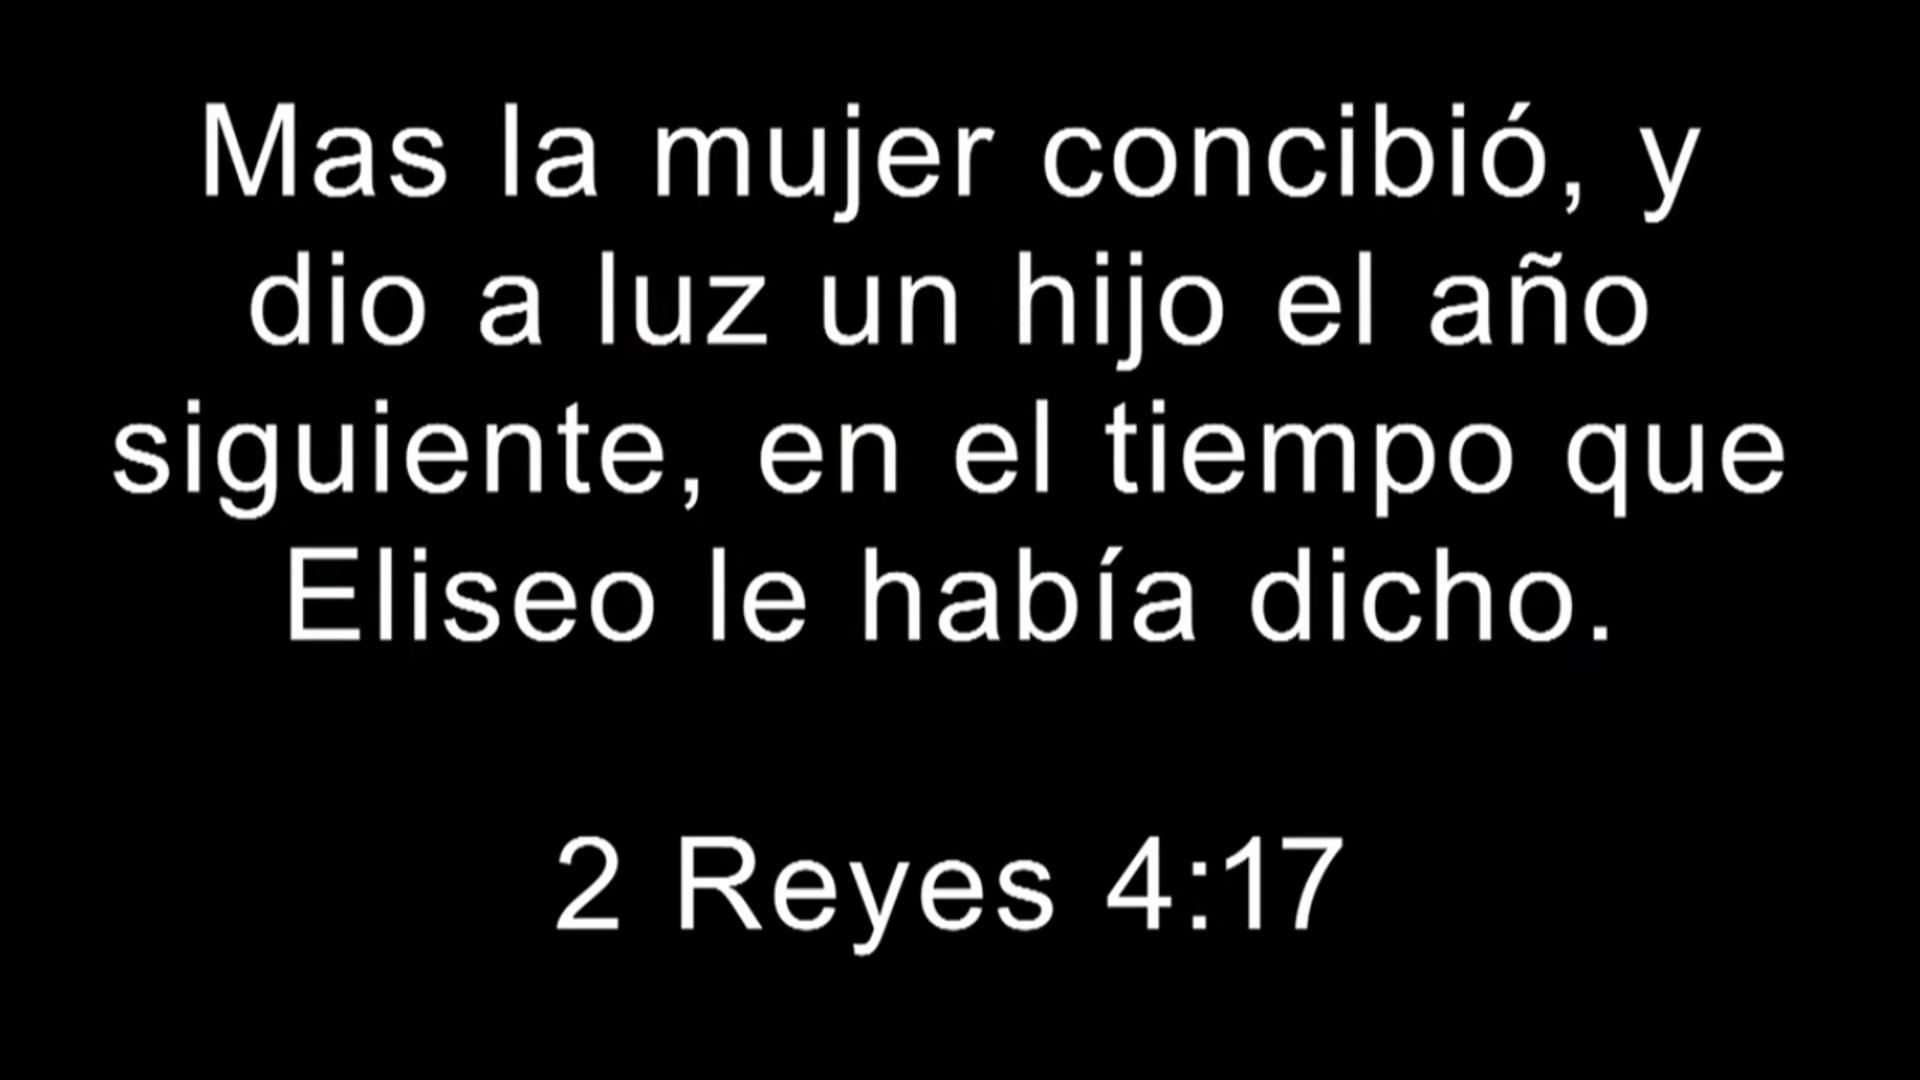 Mas la mujer concibió, y
dio a luz un hijo el año
siguiente, en el tiempo que
Eliseo le había dicho.
2 Reyes 4:17